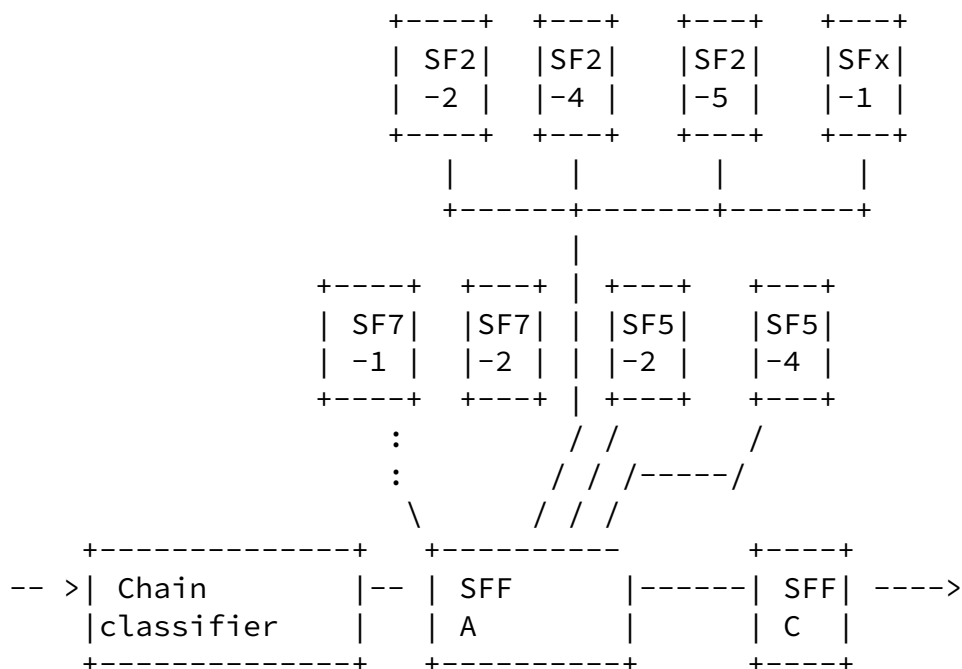 SF2 SF2 SF2 SFx
-2 -4 -5 -1
SF7 SF7 SF5 SF5
-1 -2 -2 -4
-- > Chain -- SFF ------ SFF ---->
classifier A C